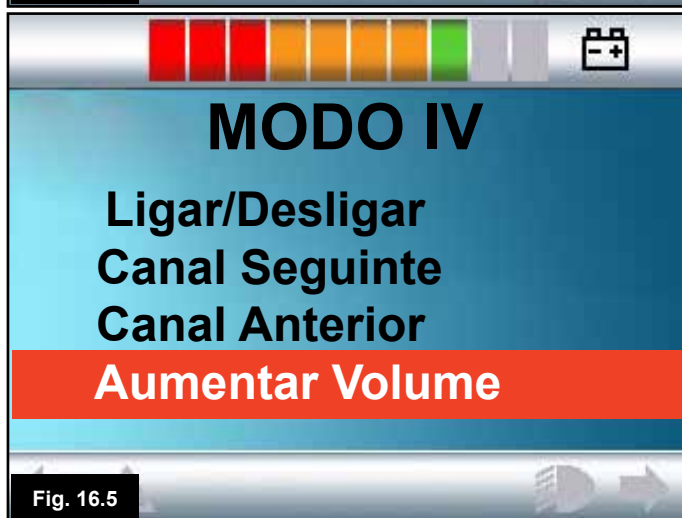 MODO IV
Ligar/Desligar
Canal Seguinte
Canal Anterior
Aumentar Volume
Fig. 16.5